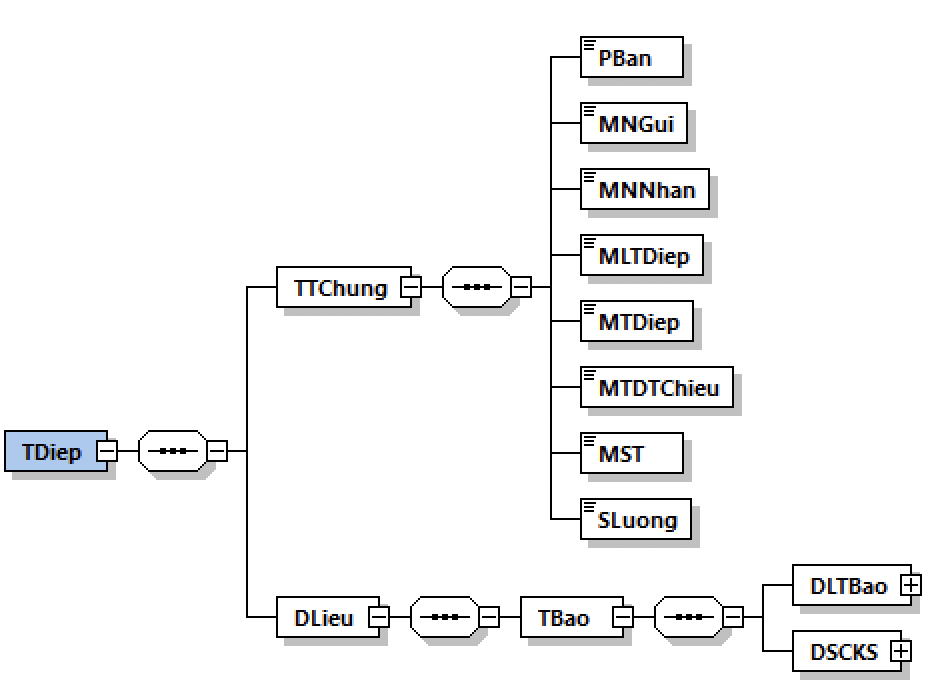 PBan
MNGui
MNNhan
MLTDiep
TTChung
MTDiep
MTDTChieu
TDiep
MST
SLuong
DLieu
TBao
DLTBao
DSCKS